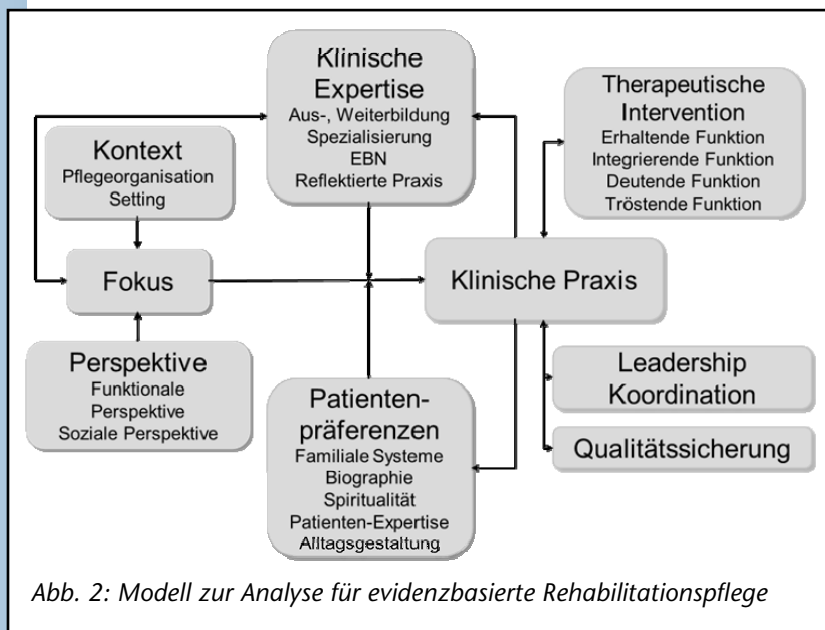 Klinische
Expertise
Aus-, Weiterbildung
Spezialisierung
EBN
Reflektierte Praxis
Therapeutische
Intervention
Erhaltende Funktion
Integrierende Funktion
Deutende Funktion
Tröstende Funktion
Kontext
Pflegeorganisation
Setting
Fokus
Klinische Praxis
Perspektive
Funktionale
Perspektive
Soziale Perspektive
Patienten-
präferenzen
Familiale Systeme
Biographie
Spiritualität
Patienten-Expertise
Alltagsgestaltung
Leadership
Koordination
Qualitätssicherung
Abb. 2: Modell zur Analyse für evidenzbasierte Rehabilitationspflege